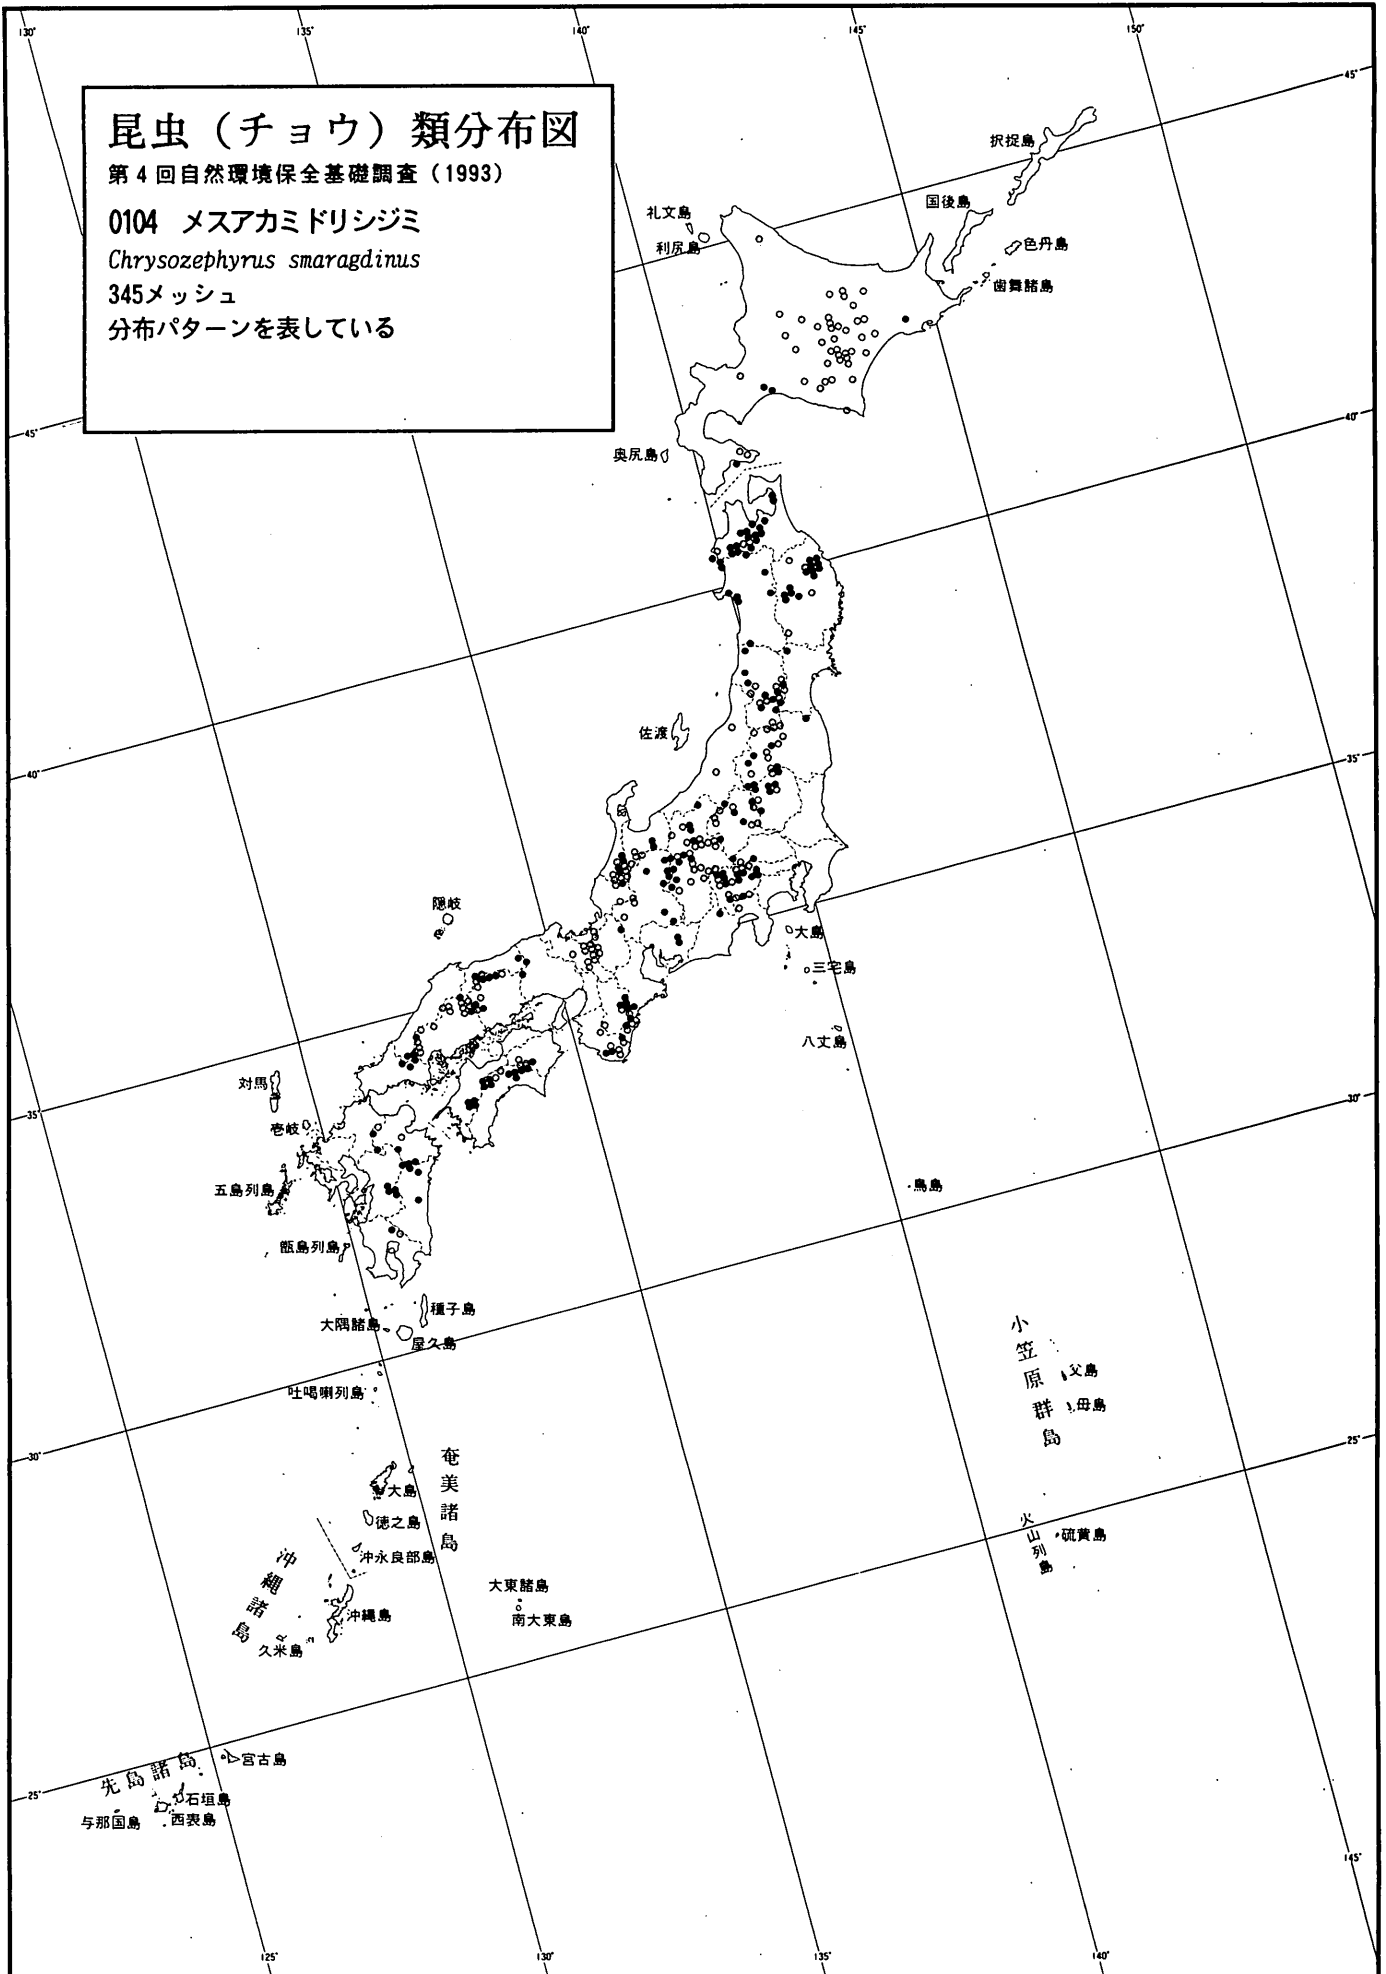 130°
135°
140°
145°
150°
昆虫（チョウ）類分布図
第4回自然環境保全基礎調査（1993）
0104 メスアカミドリシジミ
Chrysozephyrus smaragdinus
345メッシュ
分布パターンを表している
45°
択捉島
国後島
色丹島
歯舞諸島
礼文島
利尻島
45°
40°
奥尻島
佐渡
40°
35°
隠岐
大島
三宅島
八丈島
対馬
35°
壱岐
30°
五島列島
鳥島
甑島列島
種子島
大隅諸島
屋久島
吐噶喇列島
小笠原群島
父島
母島
30°
25°
奄美諸島
大島
徳之島
沖永良部島
火山列島
硫黄島
沖縄諸島
沖縄島
久米島
大東諸島
南大東島
先島諸島
宮古島
25°
石垣島
与那国島
西表島
145°
125°
130°
135°
140°